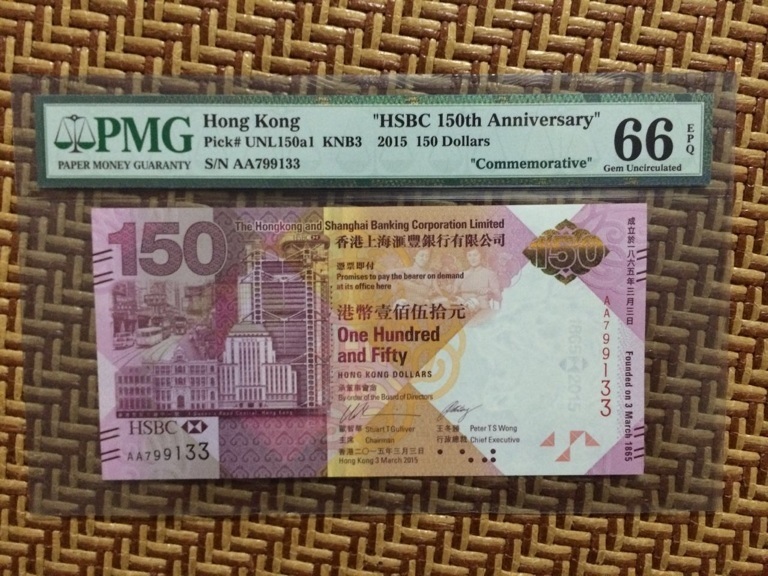 PMG
PAPER MONEY GUARANTY
Hong Kong "HSBC 150th Anniversary"
Pick# UNL150a1 KNB3 2015 150 Dollars
S/N AA799133 "Commemorative"
66 EPQ
Gem Uncirculated
150
The Hongkong and Shanghai Banking Corporation Limited
香港上海滙豐銀行有限公司
憑票即付
Promises to pay the bearer on demand
at its office here
港幣壹佰伍拾元
One Hundred
and Fifty
HONG KONG DOLLARS
承董事會命
By order of the Board of Directors
Stuart T Gulliver
王冬勝 Peter T S Wong
主席 Chairman
行政總裁 Chief Executive
香港二〇一五年三月三日
Hong Kong 3 March 2015
HSBC
AA799133
150
成立於一八六五年三月三日
AA799133
Founded on 3 March 1865
1865 2015